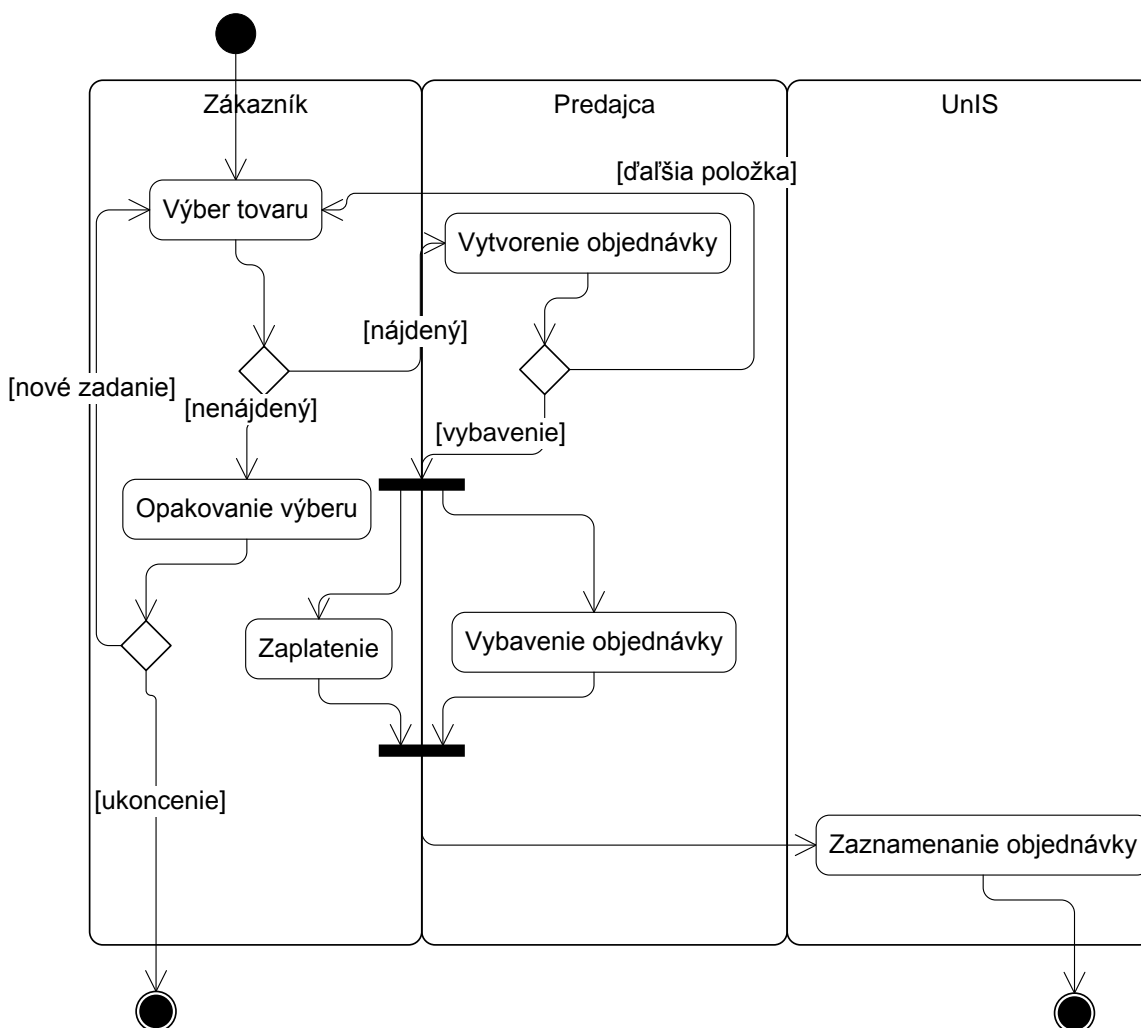 Zákazník
Predajca
UnIS
[ďaľšia položka]
Výber tovaru
Vytvorenie objednávky
[nájdený]
[nové zadanie]
[nenájdený]
[vybavenie]
Opakovanie výberu
Zaplatenie
Vybavenie objednávky
[ukoncenie]
Zaznamenanie objednávky